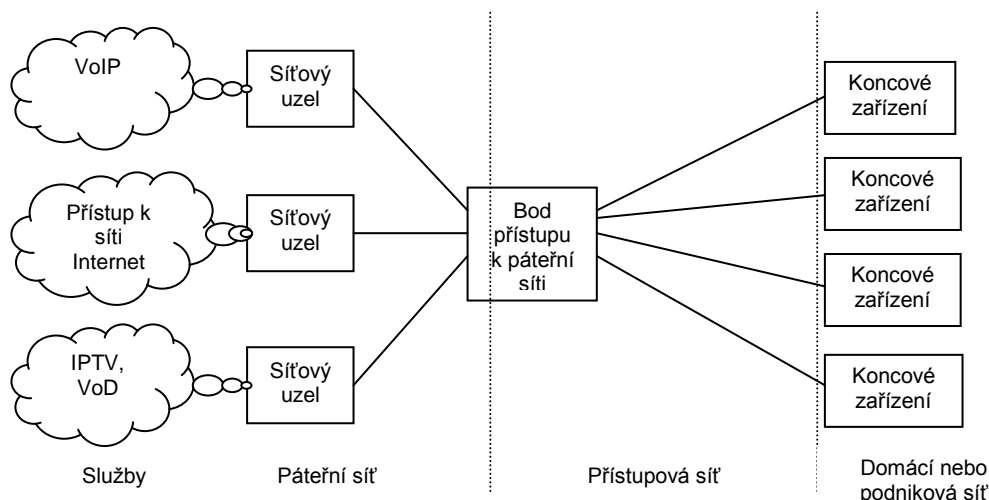 VoIP
Síťový
uzel
Koncové
zařízení
Koncové
zařízení
Přístup k
síti
Internet
Síťový
uzel
Bod
přístupu
k páteřní
síti
Koncové
zařízení
IPTV,
VoD
Síťový
uzel
Koncové
zařízení
Služby
Páteřní síť
Přístupová síť
Domácí nebo
podniková síť